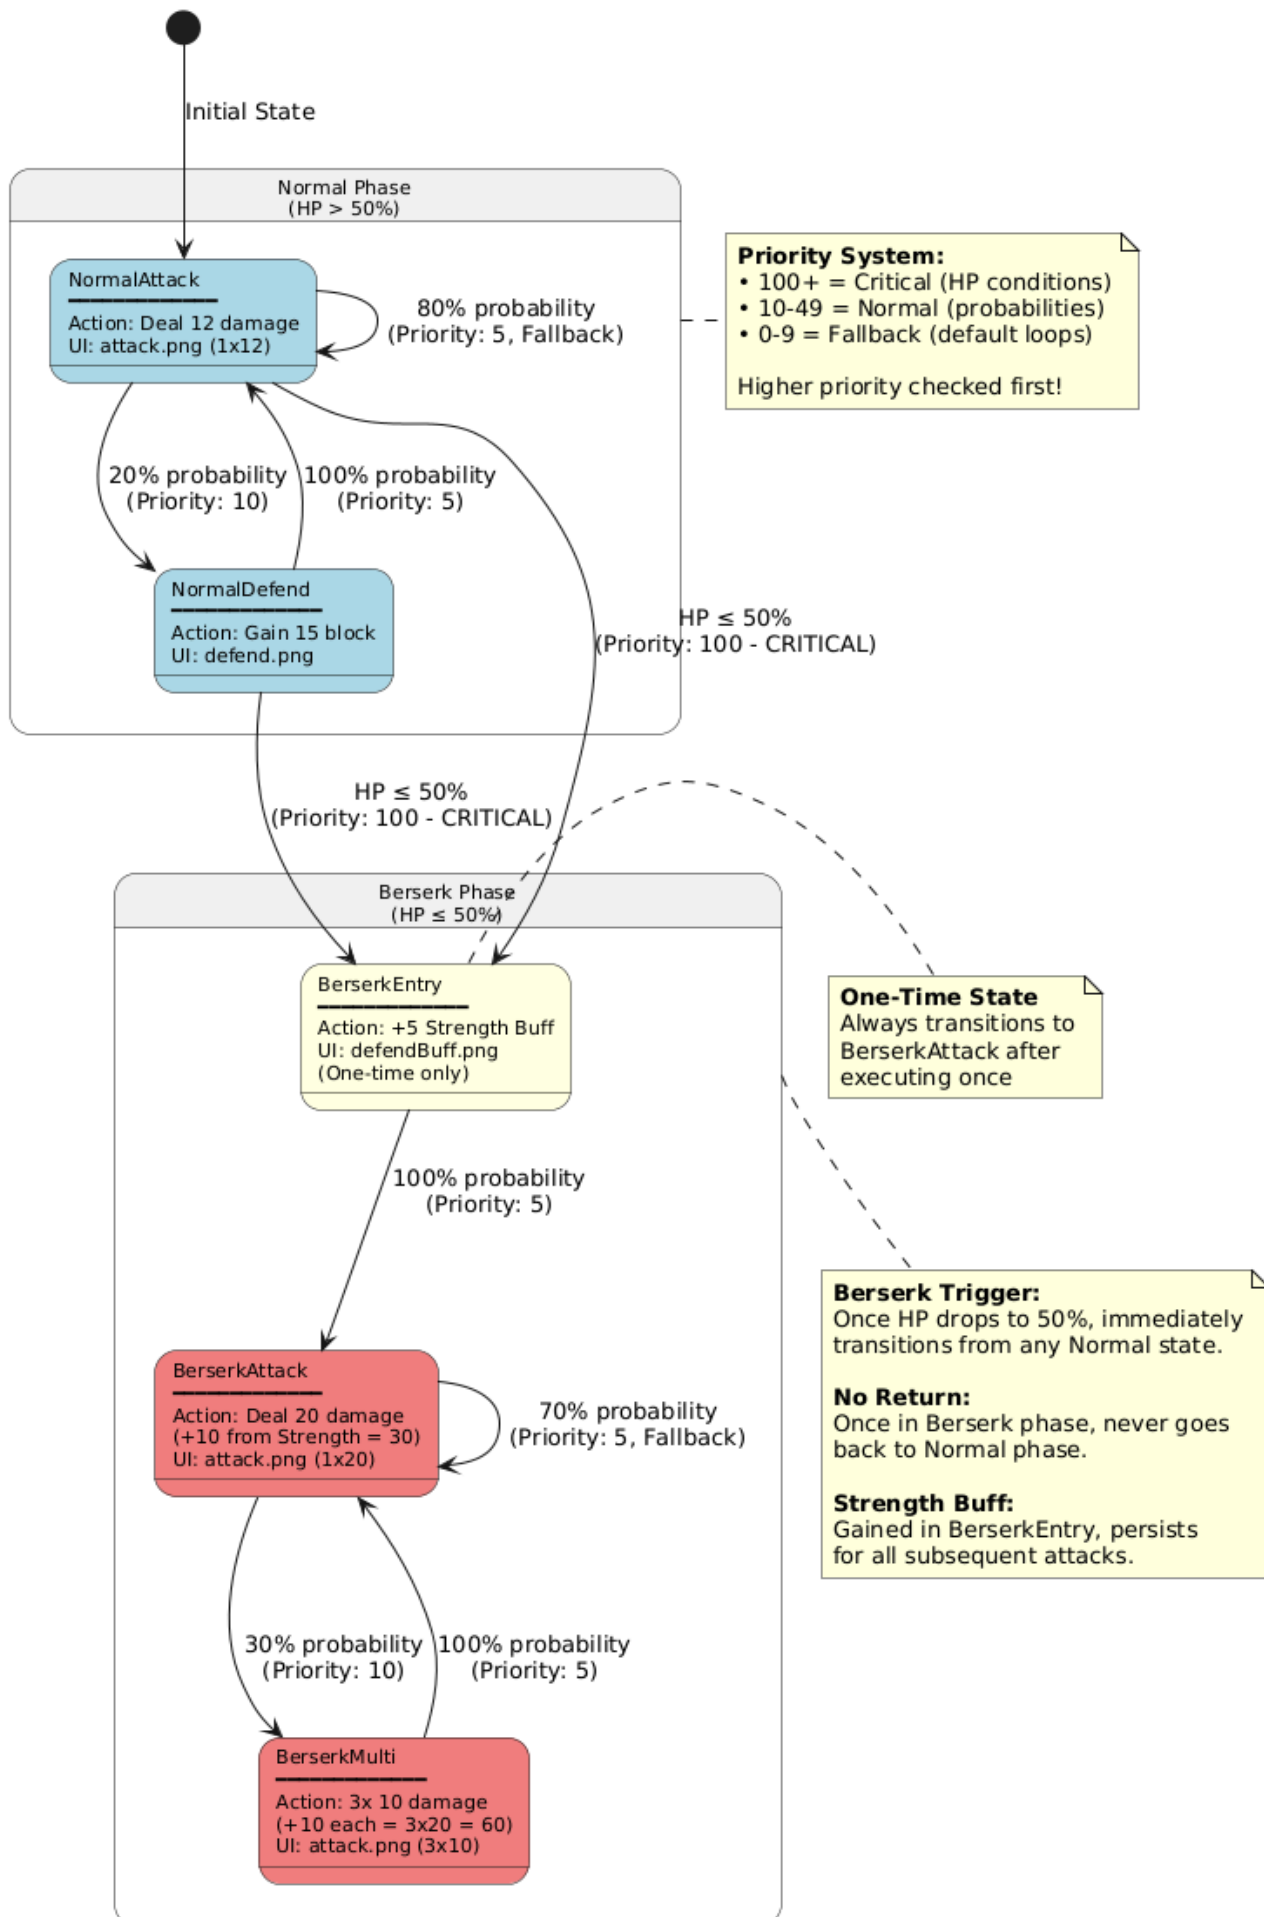 Initial State
Normal Phase
(HP > 50%)
NormalAttack
Action: Deal 12 damage
UI: attack.png (1x12)
80% probability
(Priority: 5, Fallback)
Priority System:
• 100+ = Critical (HP conditions)
• 10-49 = Normal (probabilities)
• 0-9 = Fallback (default loops)
Higher priority checked first!
20% probability
(Priority: 10)
100% probability
(Priority: 5)
NormalDefend
Action: Gain 15 block
UI: defend.png
HP ≤ 50%
(Priority: 100 - CRITICAL)
HP ≤ 50%
(Priority: 100 - CRITICAL)
Berserk Phase
(HP ≤ 50%)
BerserkEntry
Action: +5 Strength Buff
UI: defendBuff.png
(One-time only)
One-Time State
Always transitions to
BerserkAttack after
executing once
100% probability
(Priority: 5)
Berserk Trigger:
Once HP drops to 50%, immediately
transitions from any Normal state.
No Return:
Once in Berserk phase, never goes
back to Normal phase.
Strength Buff:
Gained in BerserkEntry, persists
for all subsequent attacks.
BerserkAttack
Action: Deal 20 damage
(+10 from Strength = 30)
UI: attack.png (1x20)
70% probability
(Priority: 5, Fallback)
30% probability
(Priority: 10)
100% probability
(Priority: 5)
BerserkMulti
Action: 3x 10 damage
(+10 each = 3x20 = 60)
UI: attack.png (3x10)